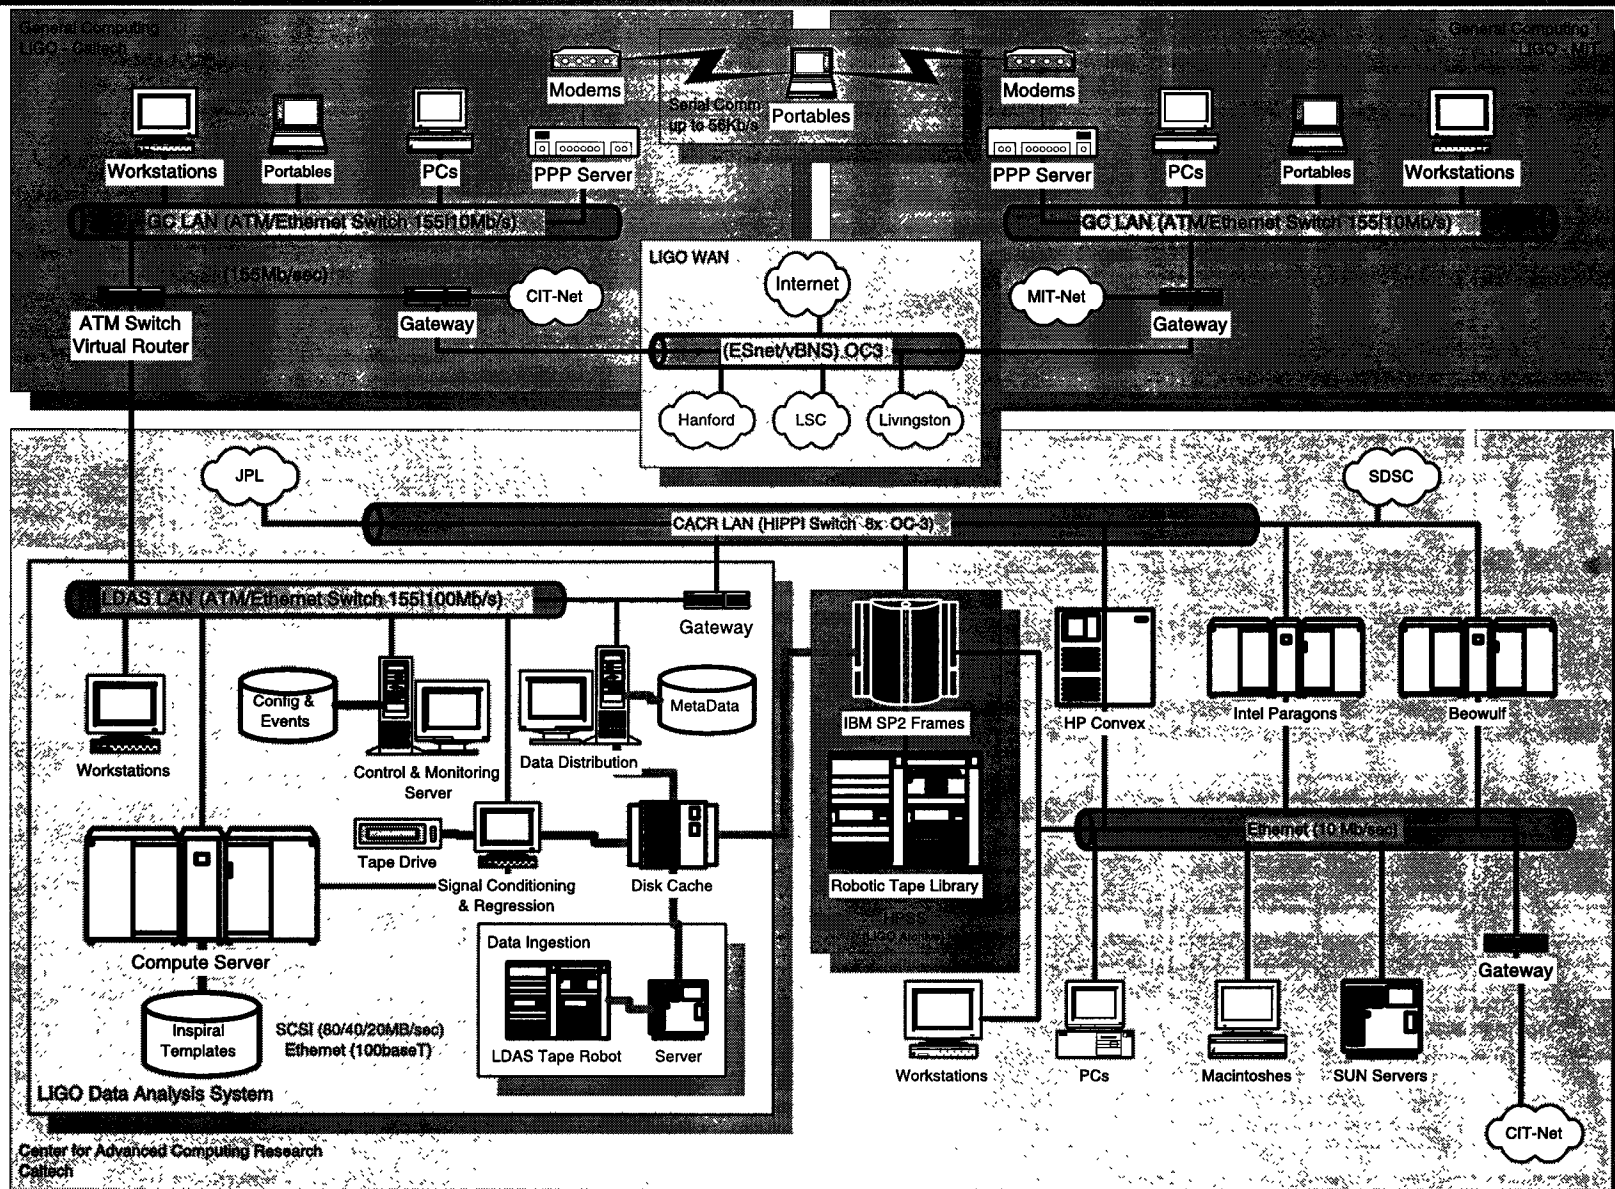 General Computing
LIGO - Caltech
General Computing
LIGO - MIT
Modems
Serial Comm
up to 56Kb/s
Portables
Modems
Workstations
Portables
PCs
PPP Server
PPP Server
PCs
Portables
Workstations
GC LAN (ATM/Ethernet Switch 155|10Mb/s)
GC LAN (ATM/Ethernet Switch 155|10Mb/s)
(155Mb/sec)
ATM Switch
Virtual Router
Gateway
CIT-Net
LIGO WAN
Internet
(ESnet/vBNS) OC3
Hanford
LSC
Livingston
MIT-Net
Gateway
JPL
SDSC
CACR LAN (HIPPI Switch 8x OC-3)
LDAS LAN (ATM/Ethernet Switch 155|100Mb/s)
Gateway
Workstations
Config &
Events
Control & Monitoring
Server
Data Distribution
MetaData
IBM SP2 Frames
HP Convex
Intel Paragons
Beowulf
Tape Drive
Signal Conditioning
& Regression
Disk Cache
Robotic Tape Library
HPSS
Ethernet (10 Mb/sec)
Compute Server
Inspiral
Templates
SCSI (80/40/20MB/sec)
Ethernet (100baseT)
Data Ingestion
LDAS Tape Robot
Server
Workstations
PCs
Macintoshes
SUN Servers
Gateway
CIT-Net
LIGO Data Analysis System
Center for Advanced Computing Research
Caltech